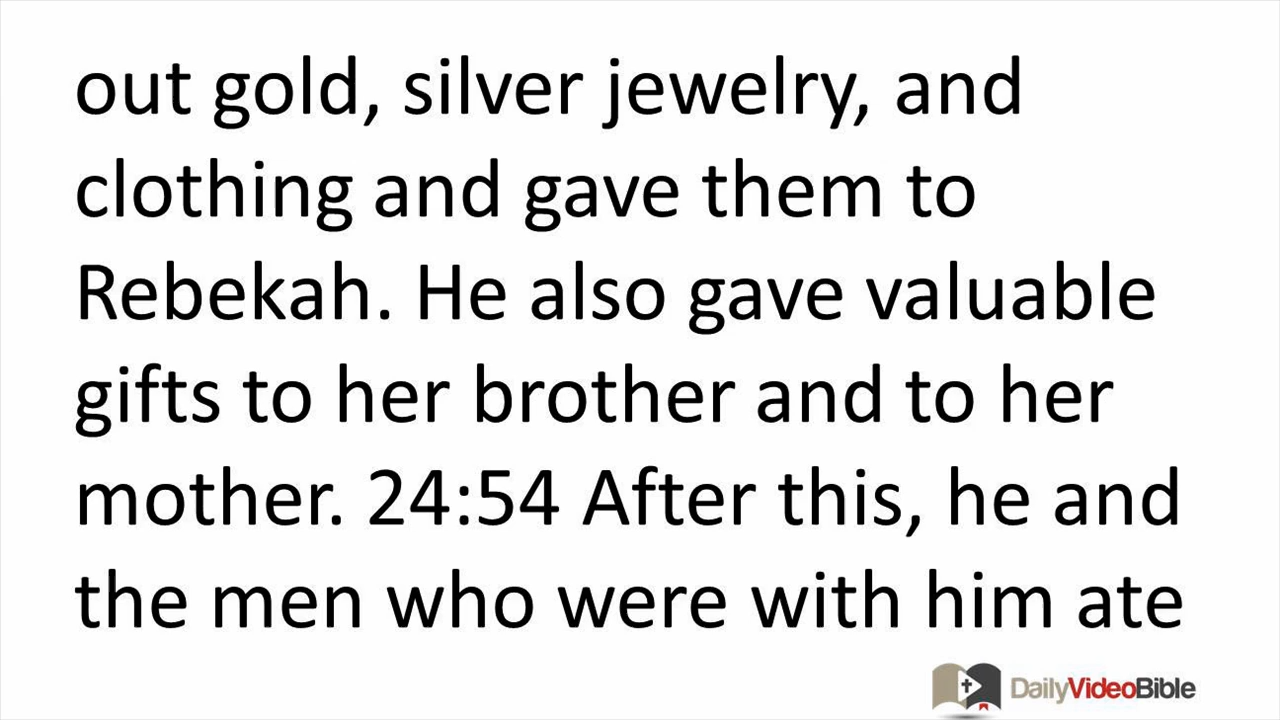 out gold, silver jewelry, and
clothing and gave them to
Rebekah. He also gave valuable
gifts to her brother and to her
mother. 24:54 After this, he and
the men who were with him ate
DailyVideoBible